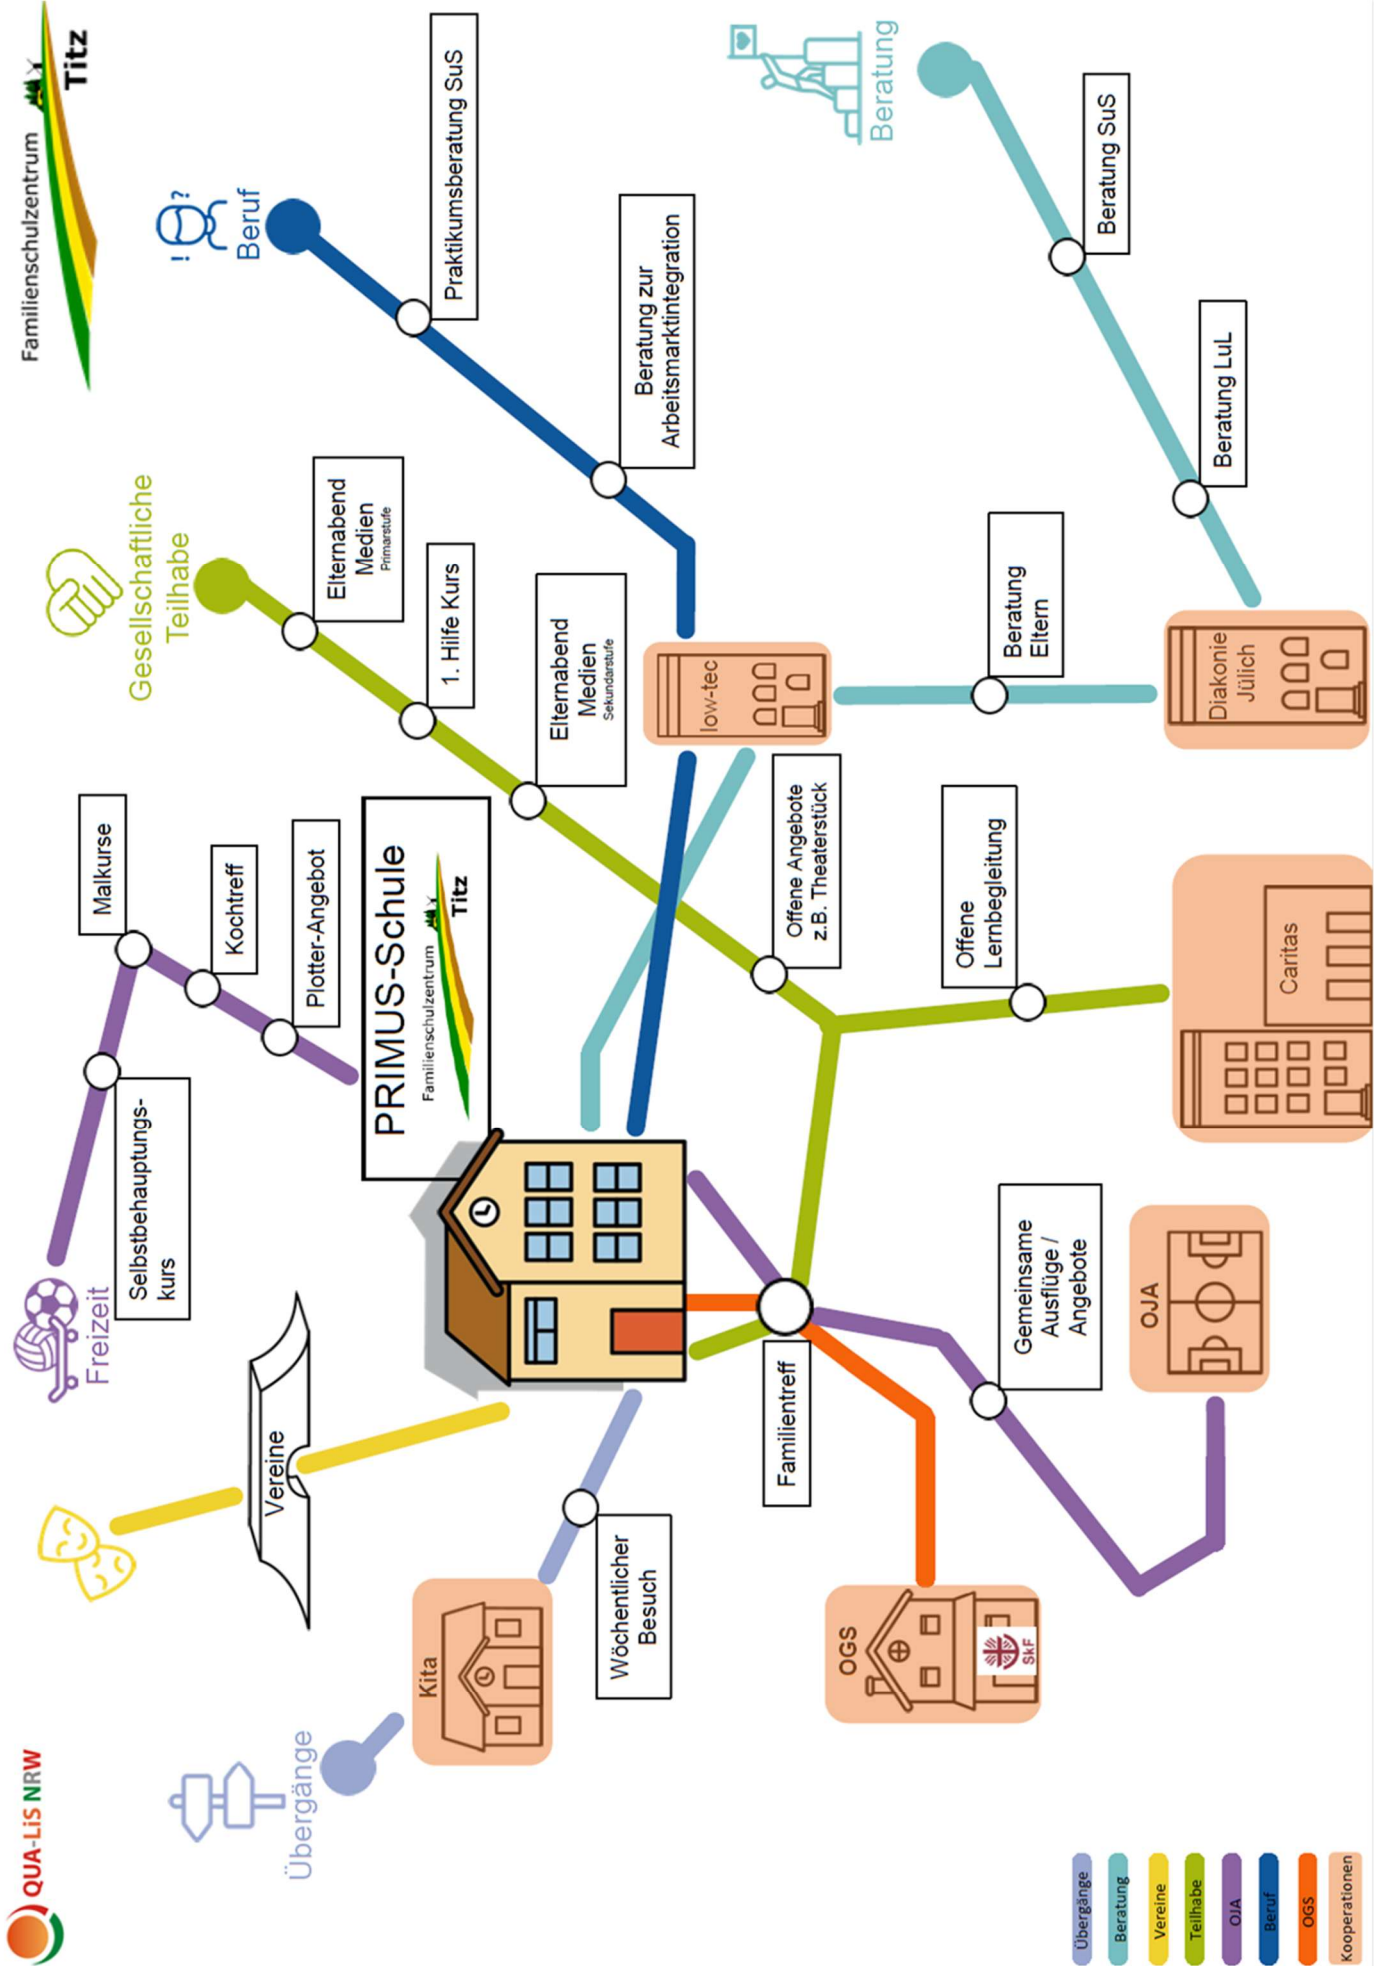 QUA-LiS NRW
Familienschulzentrum
Titz
Übergänge
Kita
Wöchentlicher
Besuch
Vereine
Freizeit
Selbstbehauptungs-
kurs
Malkurse
Kochtreff
Plotter-Angebot
PRIMUS-Schule
Familienschulzentrum
Titz
Gesellschaftliche
Teilhabe
Elternabend
Medien
Primarstufe
1. Hilfe Kurs
Elternabend
Medien
Sekundarstufe
Beruf
! ?
Praktikumsberatung SuS
Beratung zur
Arbeitsmarktintegration
low-tec
Offene Angebote
z.B. Theaterstück
Offene
Lernbegleitung
Beratung
Beratung SuS
Beratung LuL
Beratung
Eltern
Diakonie
Jülich
Caritas
Familientreff
Gemeinsame
Ausflüge /
Angebote
OJA
OGS
SkF
Übergänge
Beratung
Vereine
Teilhabe
OJA
Beruf
OGS
Kooperationen